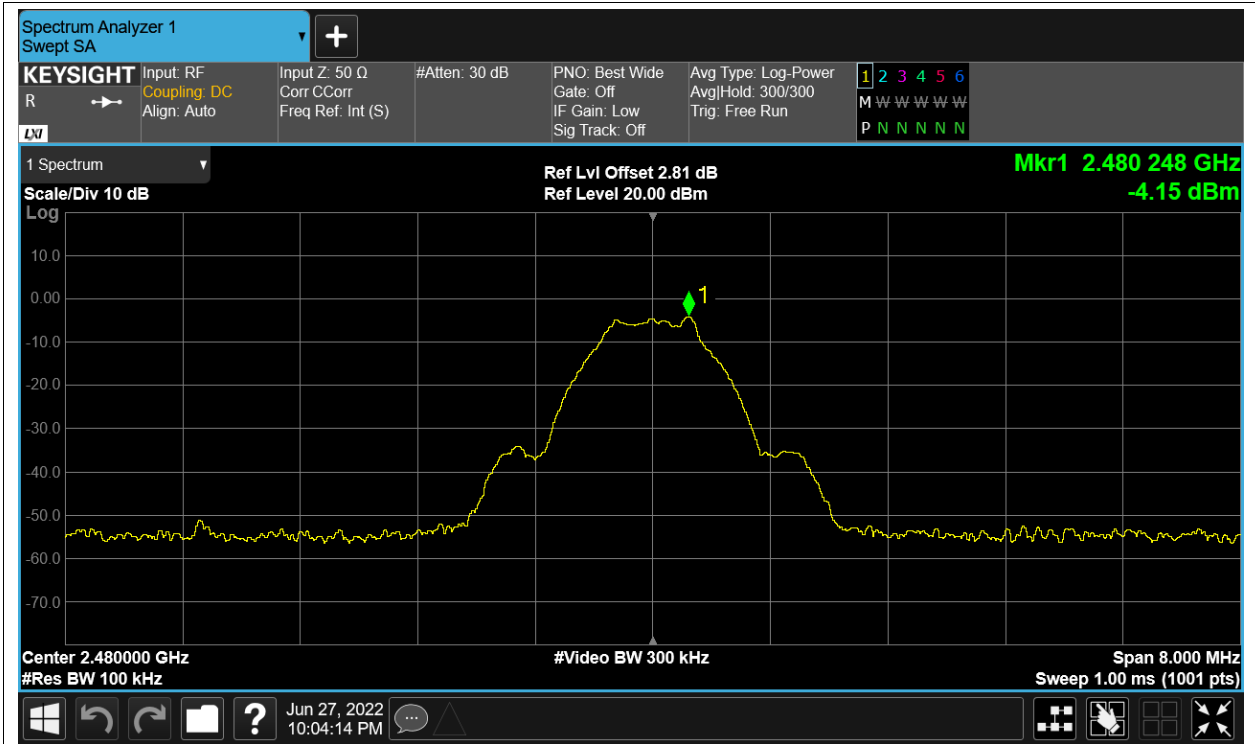 Spectrum Analyzer 1
Swept SA
KEYSIGHT
R
LXI
Input: RF
Coupling: DC
Align: Auto
Input Z: 50 Ω
Corr CCorr
Freq Ref: Int (S)
#Atten: 30 dB
PNO: Best Wide
Gate: Off
IF Gain: Low
Sig Track: Off
Avg Type: Log-Power
Avg|Hold: 300/300
Trig: Free Run
1 2 3 4 5 6
M W W W W W
P N N N N N
1 Spectrum
Scale/Div 10 dB
Log
Ref Lvl Offset 2.81 dB
Ref Level 20.00 dBm
Mkr1 2.480 248 GHz
-4.15 dBm
1
10.0
0.00
-10.0
-20.0
-30.0
-40.0
-50.0
-60.0
-70.0
Center 2.480000 GHz
#Video BW 300 kHz
Span 8.000 MHz
#Res BW 100 kHz
Sweep 1.00 ms (1001 pts)
?
Jun 27, 2022
10:04:14 PM